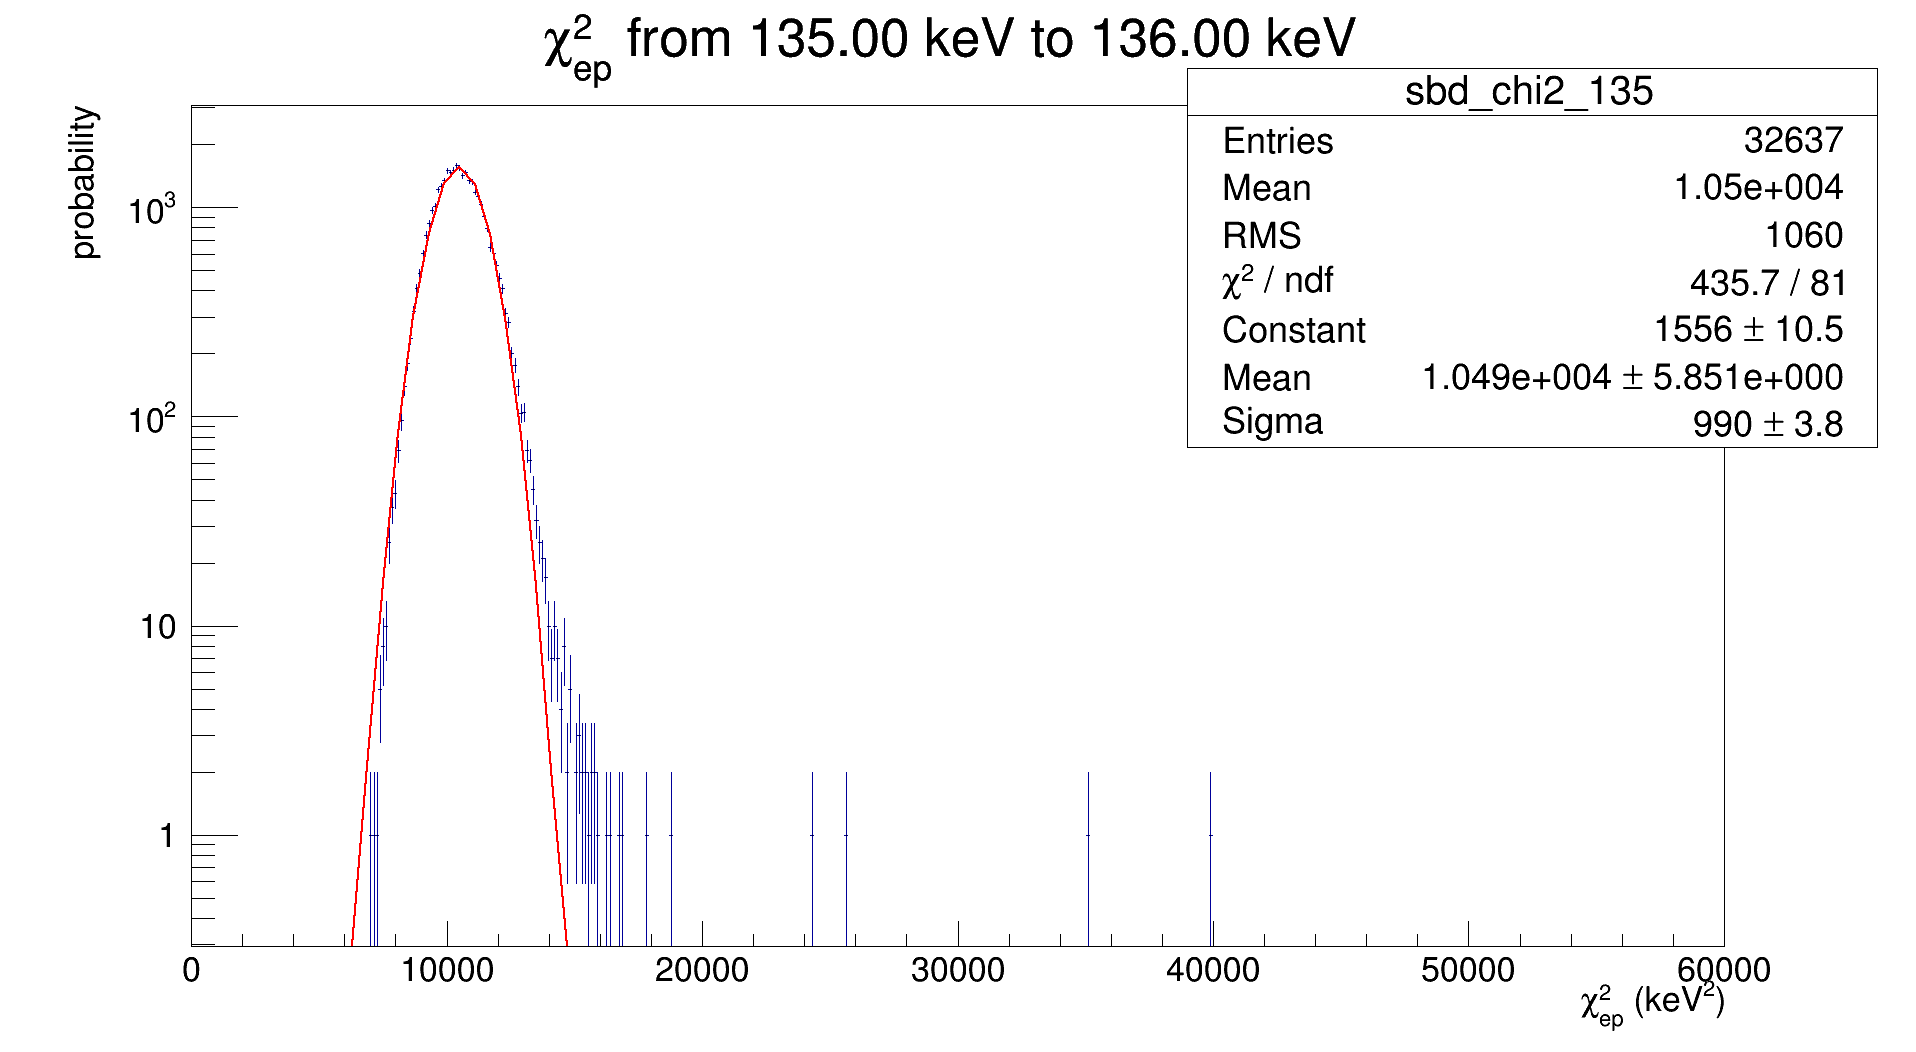 χ²ep from 135.00 keV to 136.00 keV
sbd_chi2_135
Entries 32637
Mean 1.05e+004
RMS 1060
χ² / ndf 435.7 / 81
Constant 1556 ± 10.5
Mean 1.049e+004 ± 5.851e+000
Sigma 990 ± 3.8
probability
10³
10²
10
1
0 10000 20000 30000 40000 50000 60000
χ²ep (keV²)